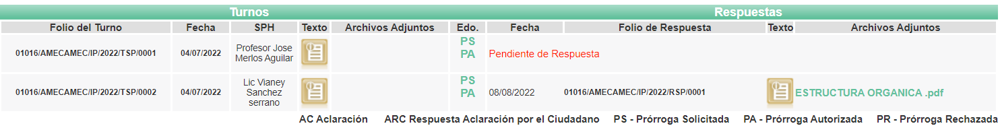 Turnos Respuestas
Folio del Turno Fecha SPH Texto Archivos Adjuntos Edo. Fecha Folio de Respuesta Texto Archivos Adjuntos
01016/AMECAMEC/IP/2022/TSP/0001 04/07/2022 Profesor Jose Merlos Aguilar PS PA Pendiente de Respuesta
01016/AMECAMEC/IP/2022/TSP/0002 04/07/2022 Lic Vianey Sanchez serrano PS PA 08/08/2022 01016/AMECAMEC/IP/2022/RSP/0001 ESTRUCTURA ORGANICA .pdf
AC Aclaración ARC Respuesta Aclaración por el Ciudadano PS - Prórroga Solicitada PA - Prórroga Autorizada PR - Prórroga Rechazada